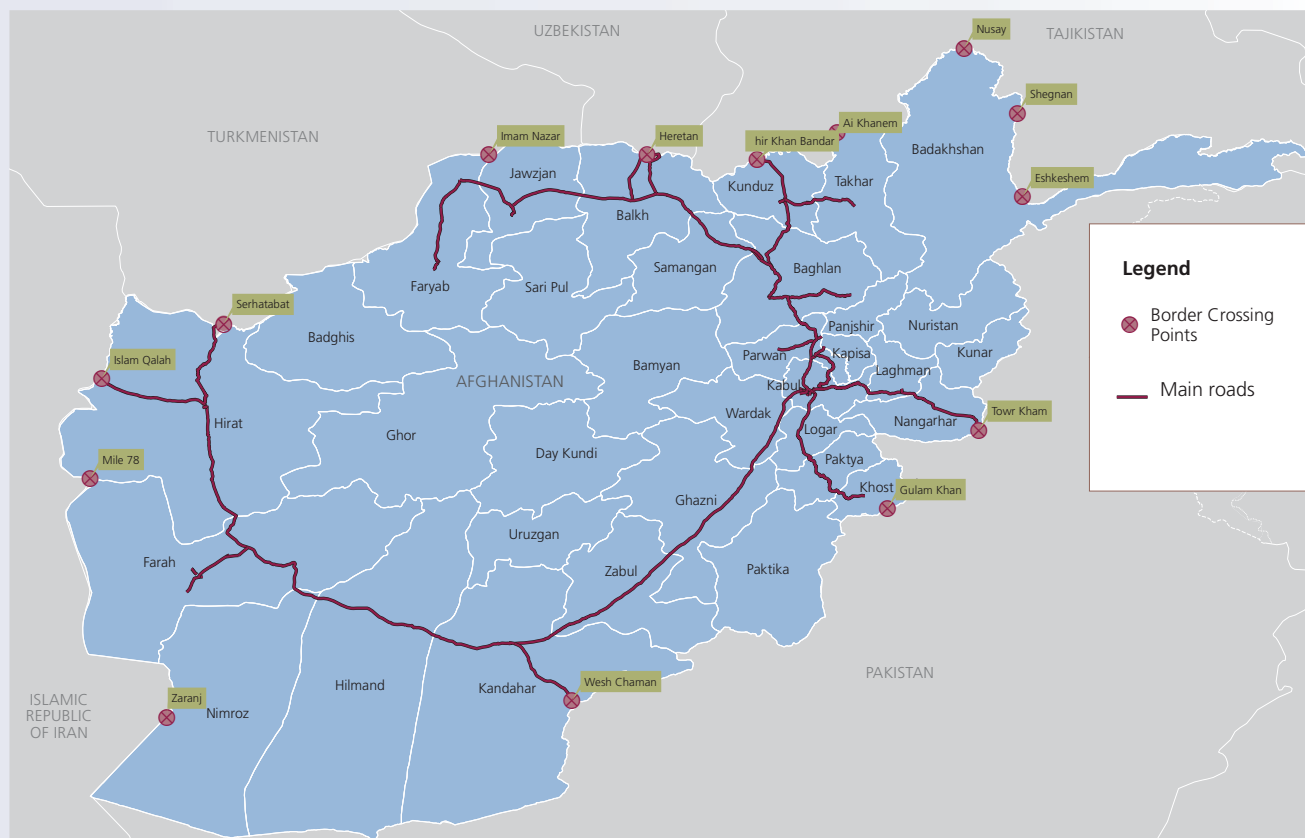 Nusay
UZBEKISTAN
TAJIKISTAN
Shegnan
Ai Khanem
Imam Nazar
Heretan
hir Khan Bandar
TURKMENISTAN
Badakhshan
Jawzjan
Kunduz
Takhar
Eshkeshem
Balkh
Samangan
Baghlan
Faryab
Sari Pul
Legend
Border Crossing
Points
Main roads
Serhatabat
Badghis
Panjshir
Nuristan
Islam Qalah
Parwan
Kapisa
Kunar
Bamyan
Laghman
AFGHANISTAN
Kabul
Wardak
Towr Kham
Hirat
Nangarhar
Ghor
Logar
Day Kundi
Paktya
Mile 78
Khost
Gulam Khan
Ghazni
Uruzgan
Farah
Zabul
Paktika
PAKISTAN
Hilmand
Kandahar
Wesh Chaman
ISLAMIC
REPUBLIC
OF IRAN
Zaranj
Nimroz